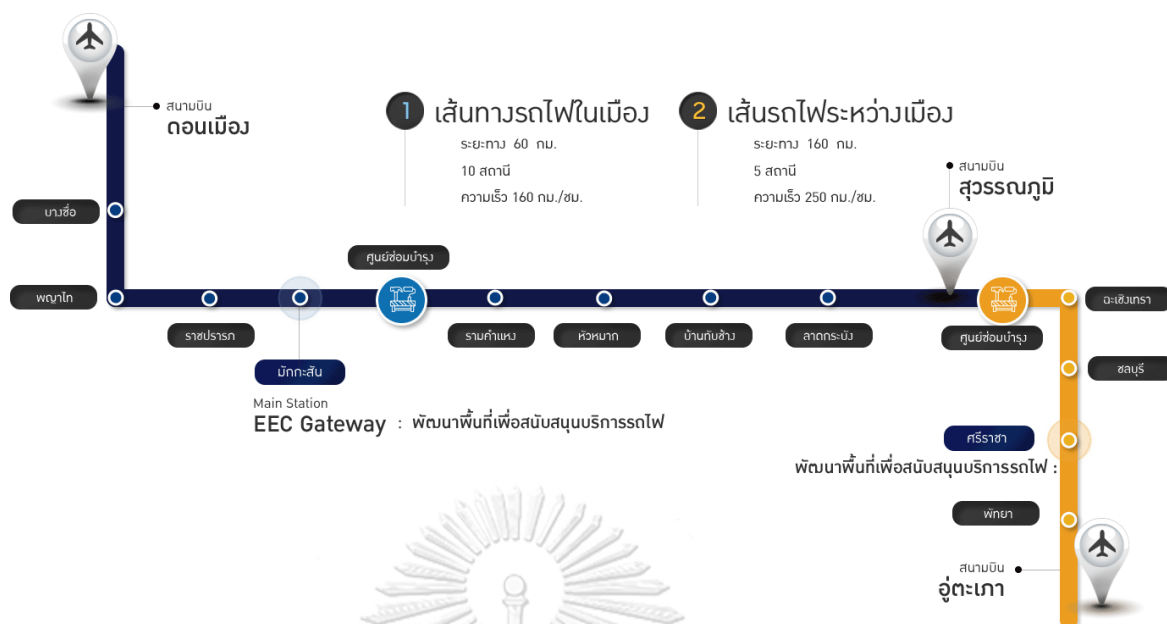 สนามบิน
ดอนเมือง
1 เส้นทางรถไฟในเมือง
ระยะทาง 60 กม.
10 สถานี
ความเร็ว 160 กม./ชม.
2 เส้นรถไฟระหว่างเมือง
ระยะทาง 160 กม.
5 สถานี
ความเร็ว 250 กม./ชม.
สนามบิน
สุวรรณภูมิ
บางซื่อ
ศูนย์ซ่อมบำรุง
พญาไท
ฉะเชิงเทรา
ราชปรารภ
รามคำแหง
หัวหมาก
บ้านทับช้าง
ลาดกระบัง
ศูนย์ซ่อมบำรุง
มักกะสัน
ชลบุรี
Main Station
EEC Gateway : พัฒนาพื้นที่เพื่อสนับสนุนบริการรถไฟ
ศรีราชา
พัฒนาพื้นที่เพื่อสนับสนุนบริการรถไฟ :
พัทยา
สนามบิน
อู่ตะเภา